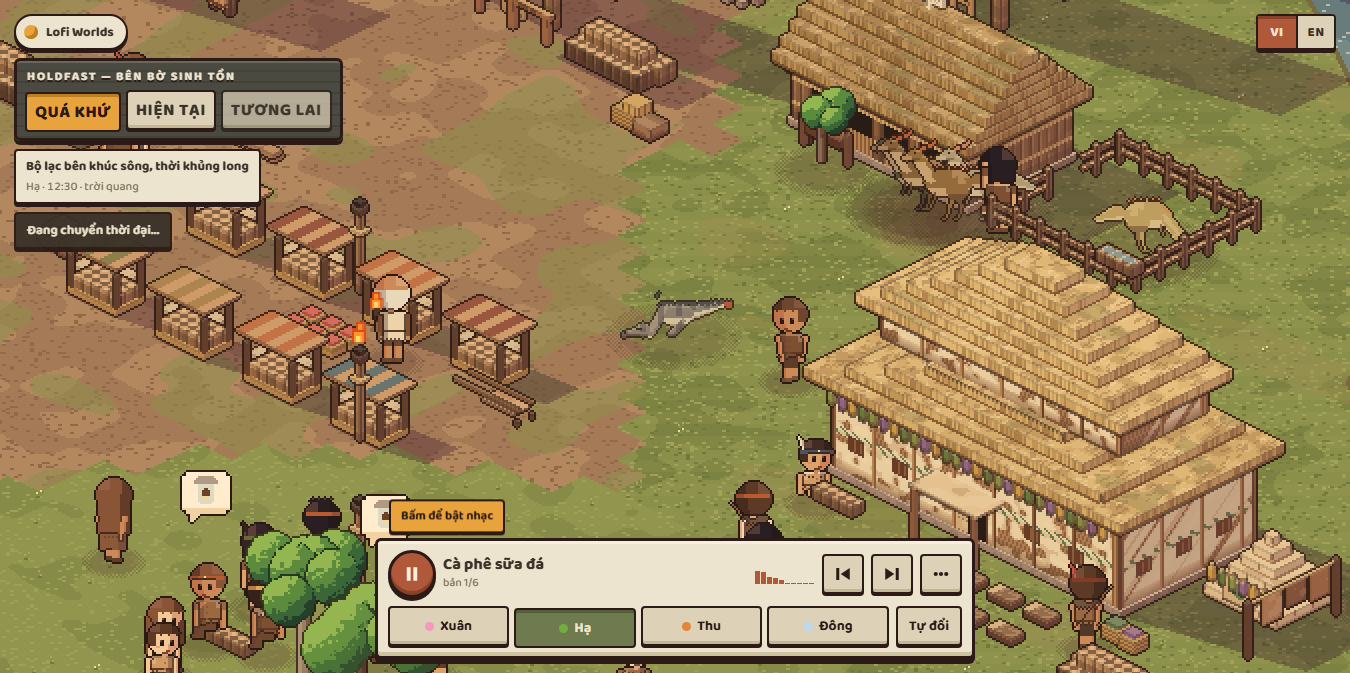 Lofi Worlds
VI EN
HOLDFAST — BÊN BỜ SINH TỒN
QUÁ KHỨ HIỆN TẠI TƯƠNG LAI
Bộ lạc bên khúc sông, thời khủng long
Hạ · 12:30 · trời quang
Đang chuyển thời đại...
Bấm để bật nhạc
Cà phê sữa đá
bản 1/6
Xuân Hạ Thu Đông Tự đổi